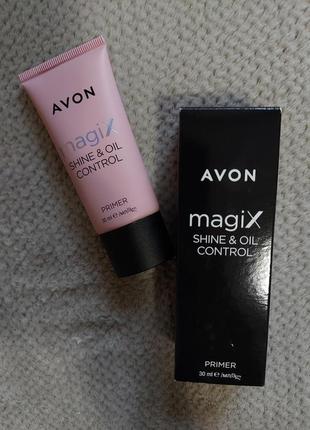 AVON
magiX
SHINE & OIL
CONTROL
PRIMER
30 ml ℮
AVON
magiX
SHINE & OIL
CONTROL
PRIMER
30 ml ℮